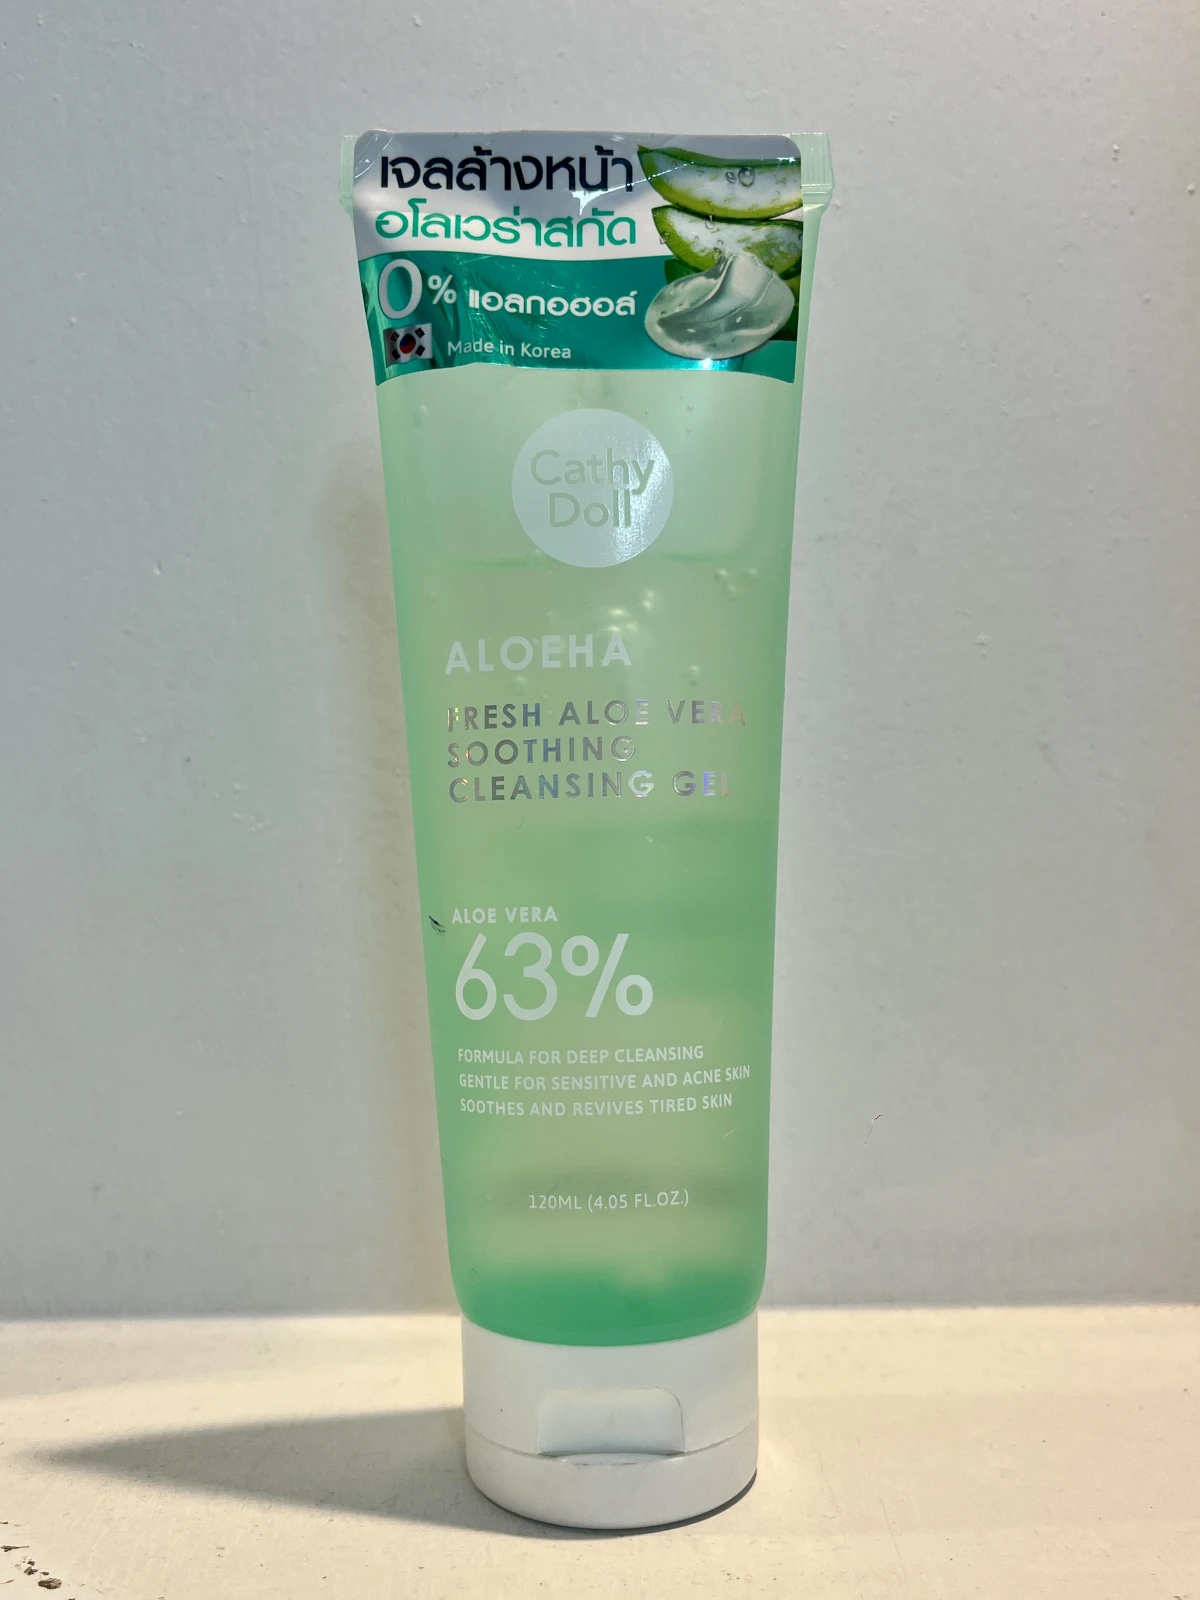 เจลล้างหน้า
อโลเวร่าสกัด
0% แอลกอฮอล์
Made in Korea
Cathy
Doll
ALOEHA
FRESH ALOE VERA
SOOTHING
CLEANSING GEL
ALOE VERA
63%
FORMULA FOR DEEP CLEANSING
GENTLE FOR SENSITIVE AND ACNE SKIN
SOOTHES AND REVIVES TIRED SKIN
120ML (4.05 FL.OZ.)